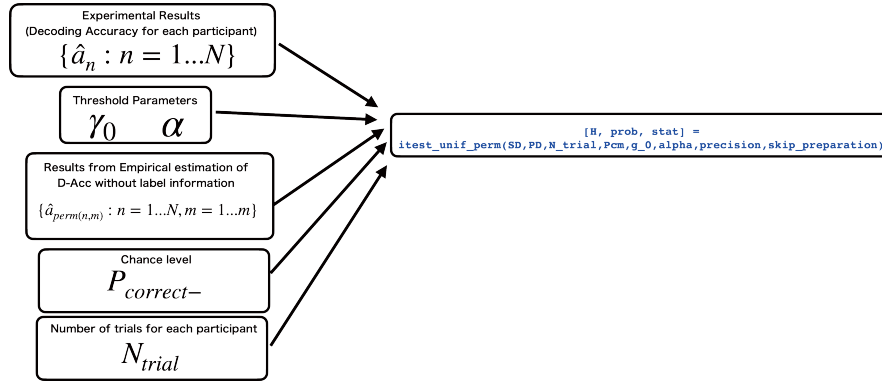 Experimental Results
(Decoding Accuracy for each participant)
{â_n : n = 1...N}
Threshold Parameters
γ_0 α
Results from Empirical estimation of
D-Acc without label information
{â_perm(n,m) : n = 1...N, m = 1...m}
Chance level
P_correct−
Number of trials for each participant
N_trial
[H, prob, stat] =
itest_unif_perm(SD,PD,N_trial,Pcm,g_0,alpha,precision,skip_preparation)